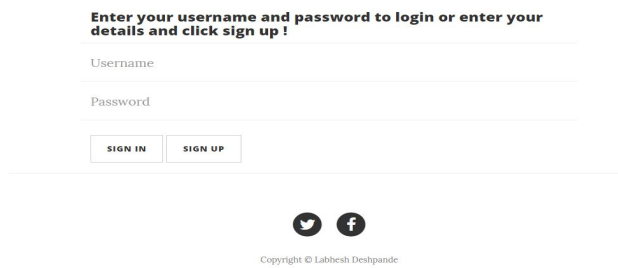 Enter your username and password to login or enter your
details and click sign up !
Username
Password
SIGN IN SIGN UP
Copyright © Labhesh Deshpande